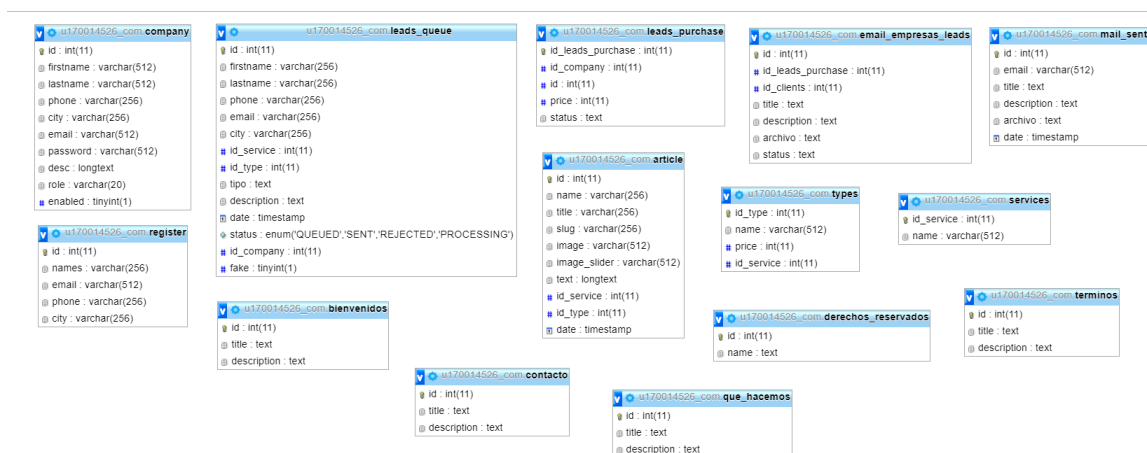 u170014526_com company
id : int(11)
firstname : varchar(512)
lastname : varchar(512)
phone : varchar(256)
city : varchar(256)
email : varchar(512)
password : varchar(512)
desc : longtext
role : varchar(20)
enabled : tinyint(1)
u170014526_com leads_queue
id : int(11)
firstname : varchar(256)
lastname : varchar(256)
phone : varchar(256)
email : varchar(256)
city : varchar(256)
id_service : int(11)
id_type : int(11)
tipo : text
description : text
date : timestamp
status : enum('QUEUED','SENT','REJECTED','PROCESSING')
id_company : int(11)
fake : tinyint(1)
u170014526_com leads_purchase
id_leads_purchase : int(11)
id_company : int(11)
id : int(11)
price : int(11)
status : text
u170014526_com email_empresas_leads
id : int(11)
id_leads_purchase : int(11)
id_clients : int(11)
title : text
description : text
archivo : text
status : text
u170014526_com mail_sent
id : int(11)
email : varchar(512)
title : text
description : text
archivo : text
date : timestamp
u170014526_com article
id : int(11)
name : varchar(256)
title : varchar(256)
slug : varchar(256)
image : varchar(512)
image_slider : varchar(512)
text : longtext
id_service : int(11)
id_type : int(11)
date : timestamp
u170014526_com types
id_type : int(11)
name : varchar(512)
price : int(11)
id_service : int(11)
u170014526_com services
id_service : int(11)
name : varchar(512)
u170014526_com register
id : int(11)
names : varchar(256)
email : varchar(512)
phone : varchar(256)
city : varchar(256)
u170014526_com bienvenidos
id : int(11)
title : text
description : text
u170014526_com derechos_reservados
id : int(11)
name : text
u170014526_com terminos
id : int(11)
title : text
description : text
u170014526_com contacto
id : int(11)
title : text
description : text
u170014526_com que_hacemos
id : int(11)
title : text
description : text